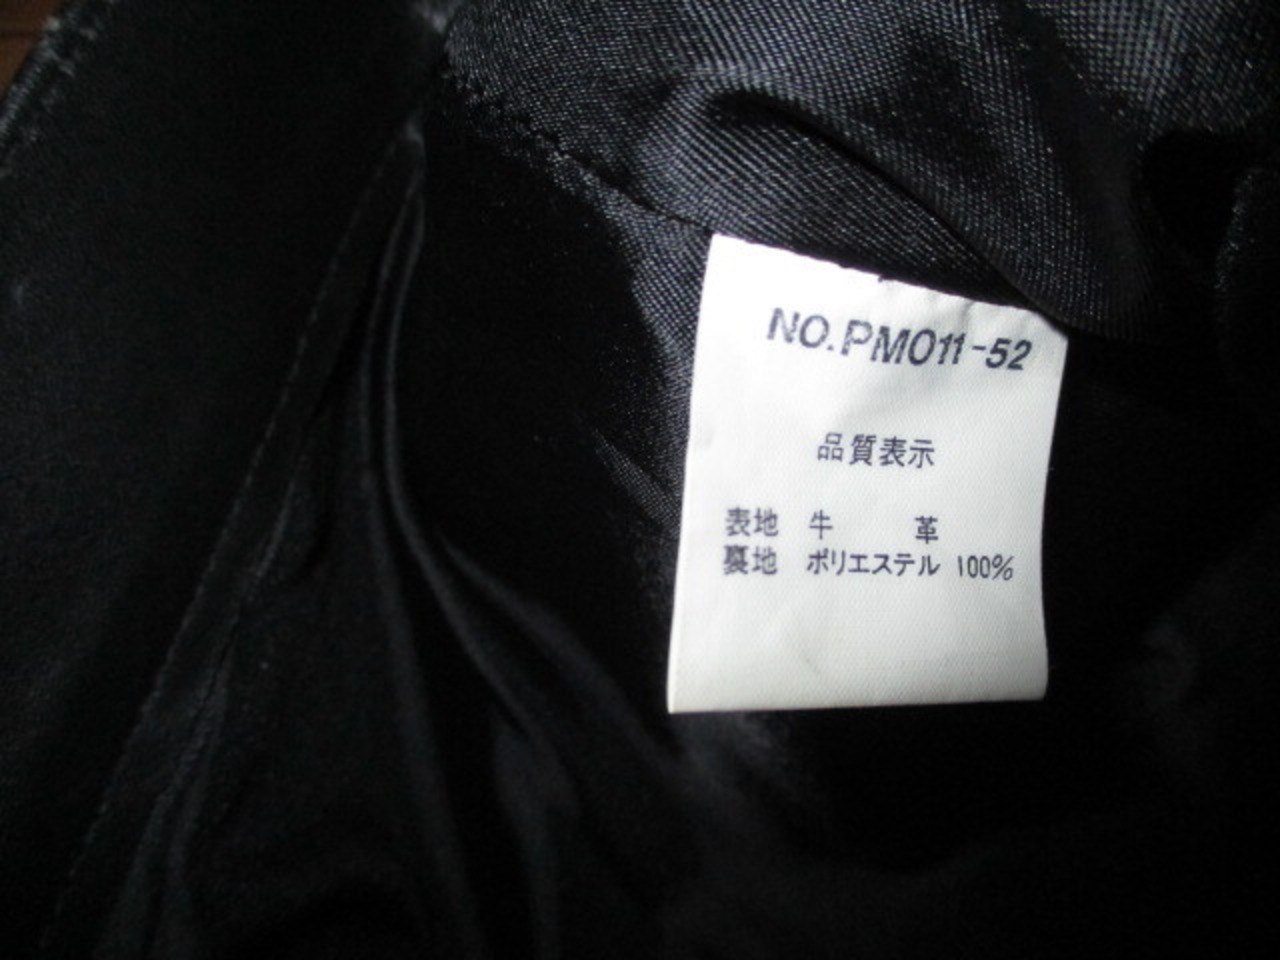 NO.PM011-52
品質表示
表地 牛 革
裏地 ポリエステル 100%